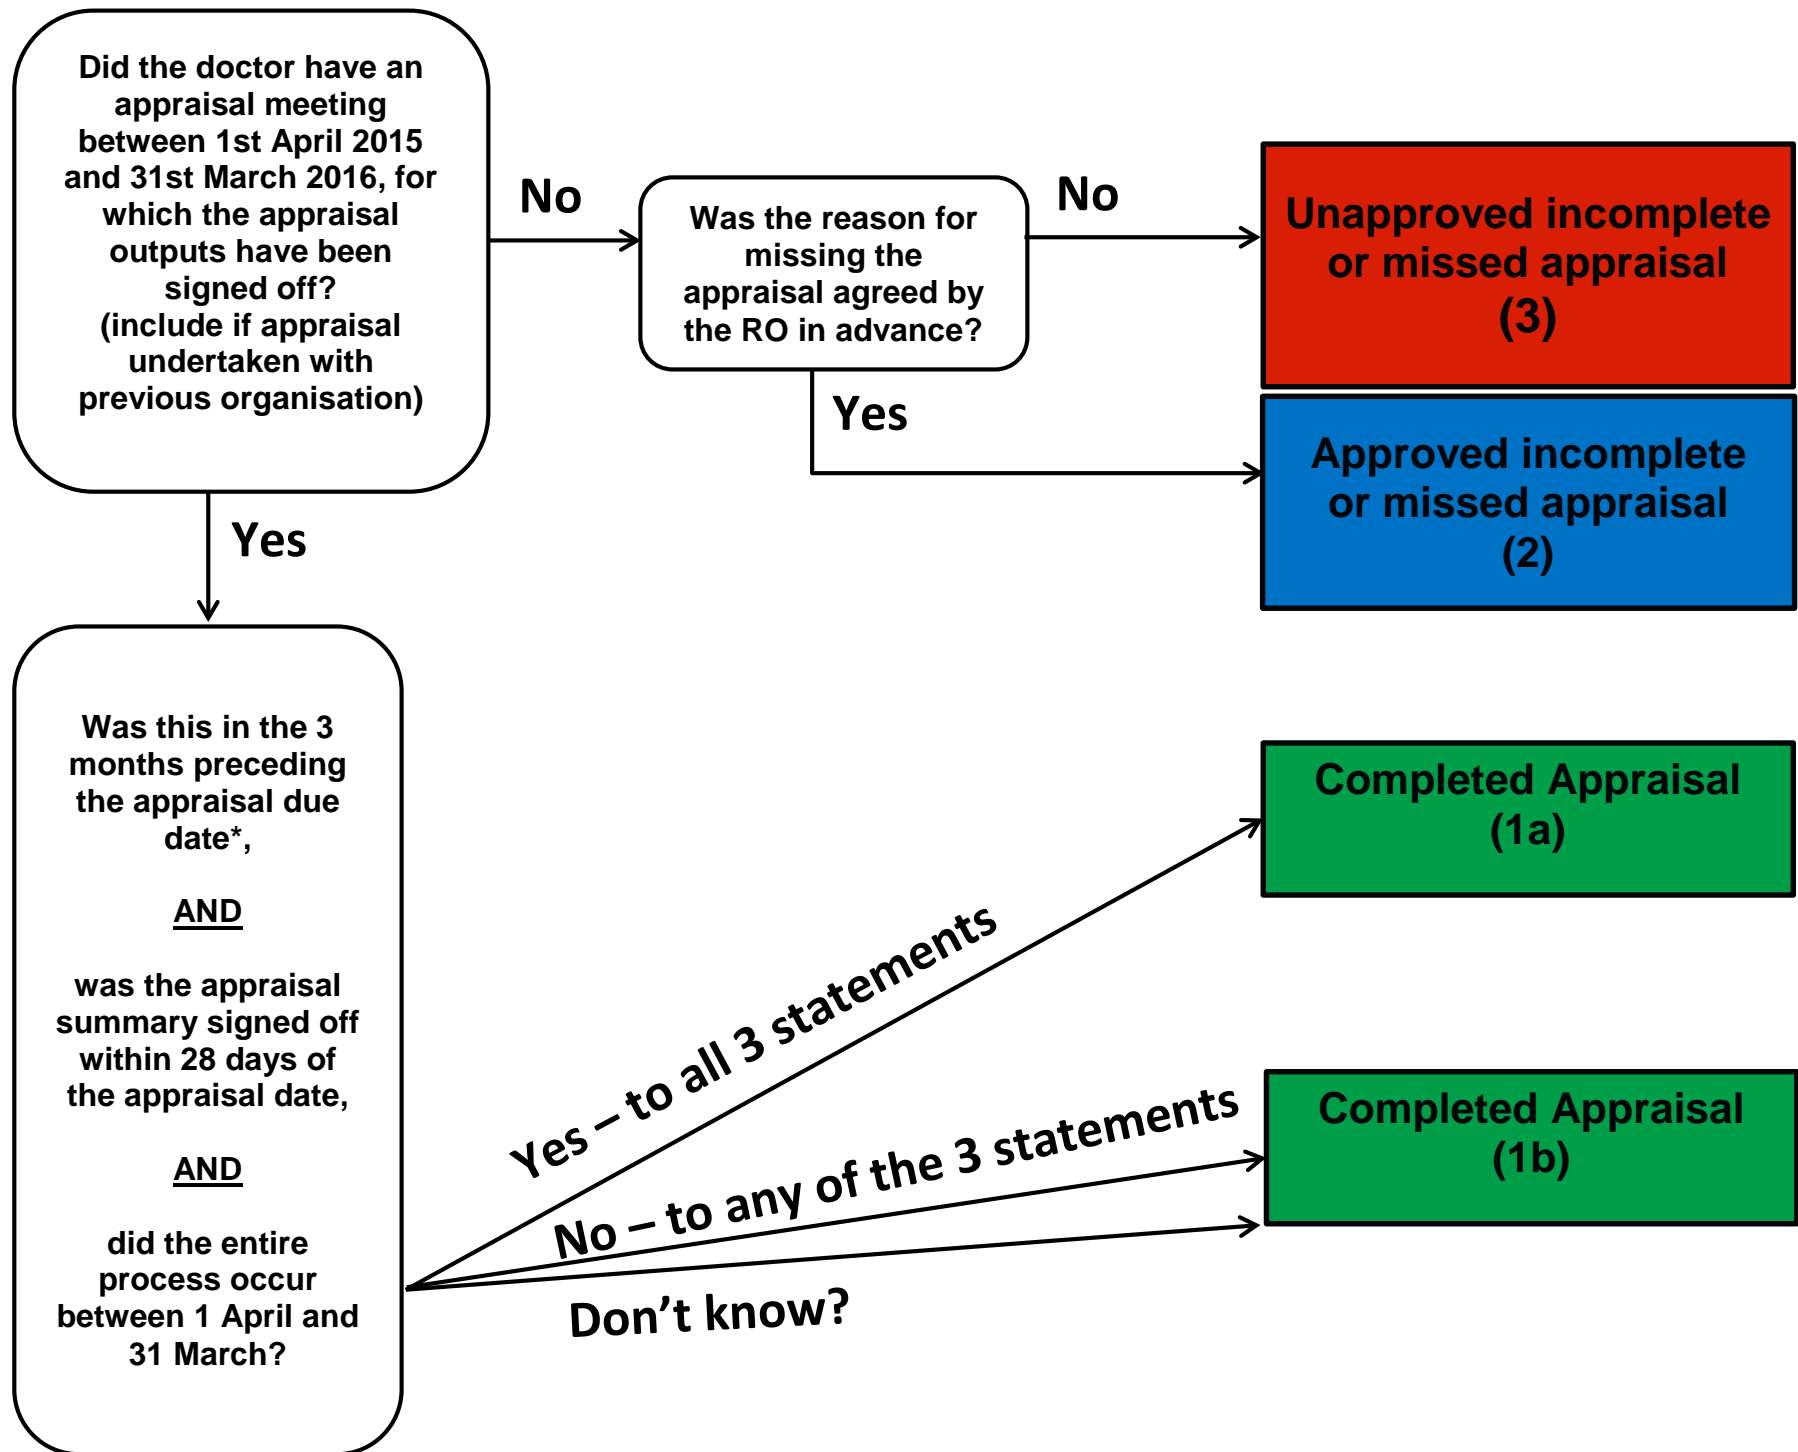 Did the doctor have an
appraisal meeting
between 1st April 2015
and 31st March 2016, for
which the appraisal
outputs have been
signed off?
(include if appraisal
undertaken with
previous organisation)
No
Was the reason for
missing the
appraisal agreed by
the RO in advance?
No
Unapproved incomplete
or missed appraisal
(3)
Yes
Approved incomplete
or missed appraisal
(2)
Yes
Was this in the 3
months preceding
the appraisal due
date*,
AND
was the appraisal
summary signed off
within 28 days of
the appraisal date,
AND
did the entire
process occur
between 1 April and
31 March?
Yes – to all 3 statements
Completed Appraisal
(1a)
No – to any of the 3 statements
Don’t know?
Completed Appraisal
(1b)